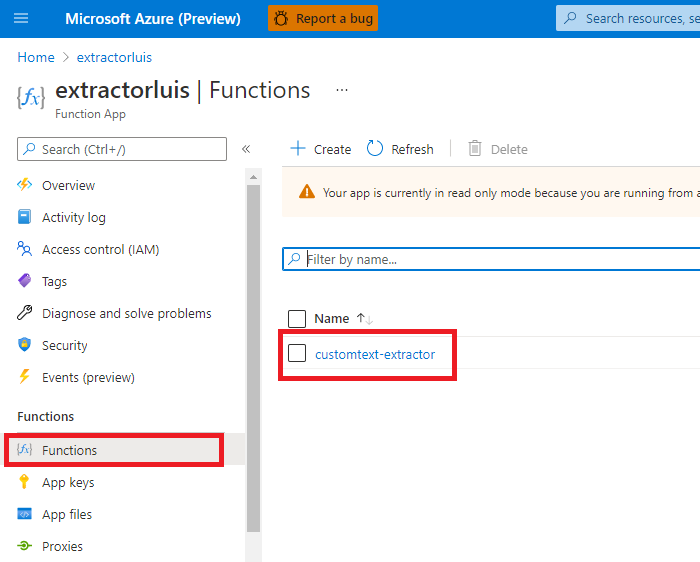 Microsoft Azure (Preview)
Report a bug
Search resources, se
Home > extractorluis
{fx} extractorluis | Functions ...
Function App
Search (Ctrl+/) «
Overview
Activity log
Access control (IAM)
Tags
Diagnose and solve problems
Security
Events (preview)
Functions
{fx} Functions
App keys
App files
Proxies
Create Refresh Delete
Your app is currently in read only mode because you are running from a
Filter by name...
Name ↑↓
customtext-extractor